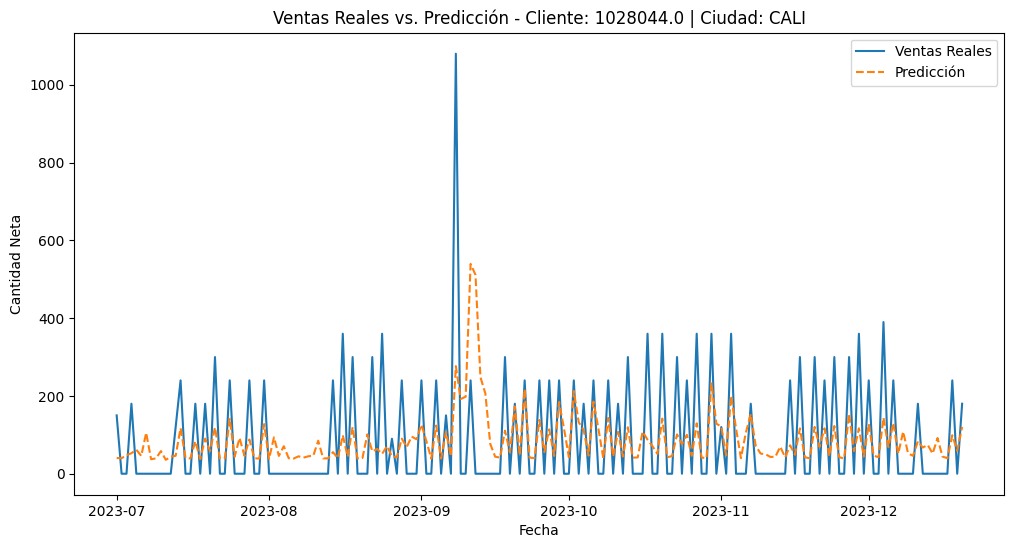 Ventas Reales vs. Predicción - Cliente: 1028044.0 | Ciudad: CALI
Ventas Reales
Predicción
Cantidad Neta
1000
800
600
400
200
0
2023-07
2023-08
2023-09
2023-10
2023-11
2023-12
Fecha